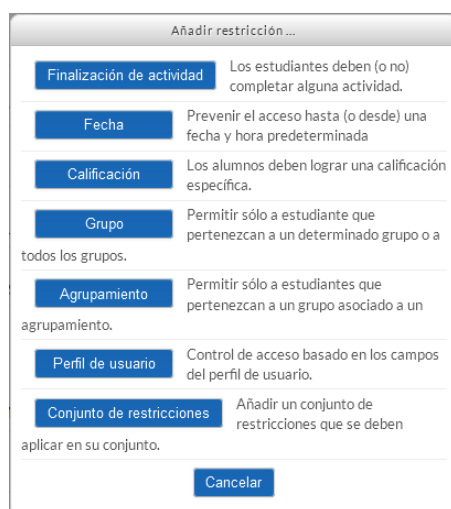 Añadir restricción ...
Finalización de actividad
Los estudiantes deben (o no)
completar alguna actividad.
Fecha
Prevenir el acceso hasta (o desde) una
fecha y hora predeterminada
Calificación
Los alumnos deben lograr una calificación
específica.
Grupo
Permitir sólo a estudiante que
pertenezcan a un determinado grupo o a
todos los grupos.
Agrupamiento
Permitir sólo a estudiantes que
pertenezcan a un grupo asociado a un
agrupamiento.
Perfil de usuario
Control de acceso basado en los campos
del perfil de usuario.
Conjunto de restricciones
Añadir un conjunto de
restricciones que se deben
aplicar en su conjunto.
Cancelar